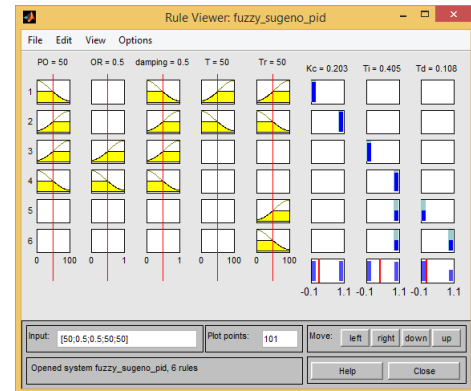 Rule Viewer: fuzzy_sugeno_pid
File Edit View Options
PO = 50 OR = 0.5 damping = 0.5 T = 50 Tr = 50 Kc = 0.203 Ti = 0.405 Td = 0.108
1
2
3
4
5
6
0 100 0 1 0 1 0 100 0 100
-0.1 1.1 -0.1 1.1 -0.1 1.1
Input: [50;0.5;0.5;50;50] Plot points: 101 Move: left right down up
Opened system fuzzy_sugeno_pid, 6 rules Help Close